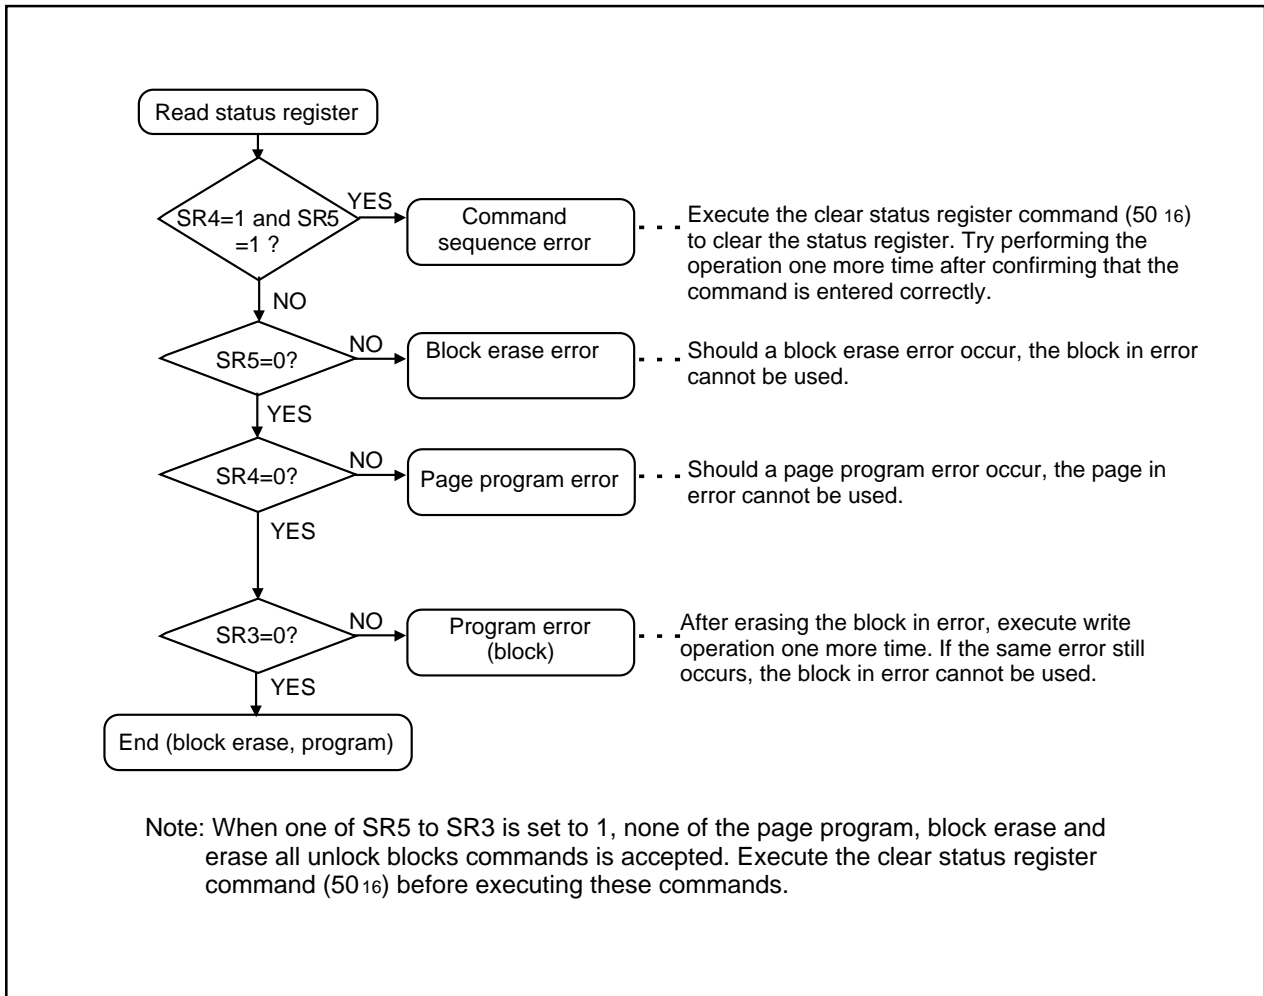 Read status register
SR4=1 and SR5
=1 ?
YES
Command
sequence error
Execute the clear status register command (50 16)
to clear the status register. Try performing the
operation one more time after confirming that the
command is entered correctly.
NO
SR5=0?
NO
Block erase error
Should a block erase error occur, the block in error
cannot be used.
YES
SR4=0?
NO
Page program error
Should a page program error occur, the page in
error cannot be used.
YES
SR3=0?
NO
Program error
(block)
After erasing the block in error, execute write
operation one more time. If the same error still
occurs, the block in error cannot be used.
YES
End (block erase, program)
Note: When one of SR5 to SR3 is set to 1, none of the page program, block erase and
erase all unlock blocks commands is accepted. Execute the clear status register
command (5016) before executing these commands.